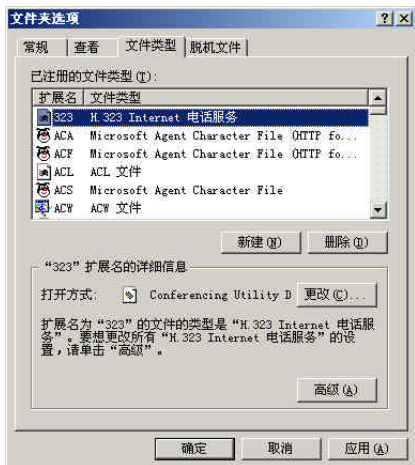 文件夹选项
常规 查看 文件类型 脱机文件
已注册的文件类型(T):
扩展名 文件类型
323 H.323 Internet 电话服务
ACA Microsoft Agent Character File (HTTP fo...
ACF Microsoft Agent Character File (HTTP fo...
ACL ACL 文件
ACS Microsoft Agent Character File
ACW ACW 文件
新建(N) 删除(D)
“323”扩展名的详细信息
打开方式: Conferencing Utility D 更改(C)...
扩展名为“323”的文件的类型是“H.323 Internet 电话服
务”。要想更改所有“H.323 Internet 电话服务”的设
置，请单击“高级”。
高级(A)
确定 取消 应用(A)